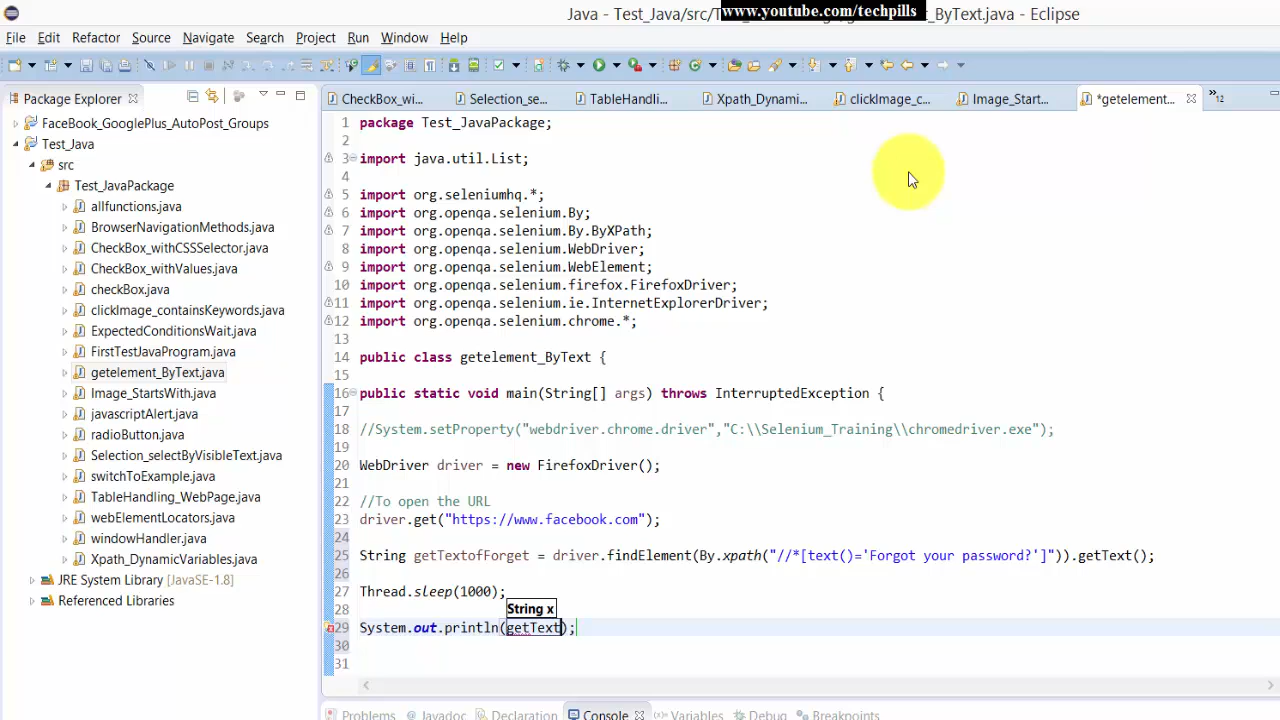 Java - Test_Java/src/T
www.youtube.com/techpills
_ByText.java - Eclipse
File Edit Refactor Source Navigate Search Project Run Window Help
Package Explorer
CheckBox_wi...
Selection_se...
TableHandli...
Xpath_Dynami...
clickImage_c...
Image_Start...
*getelement...
»12
FaceBook_GooglePlus_AutoPost_Groups
Test_Java
src
Test_JavaPackage
allfunctions.java
BrowserNavigationMethods.java
CheckBox_withCSSSelector.java
CheckBox_withValues.java
checkBox.java
clickImage_containsKeywords.java
ExpectedConditionsWait.java
FirstTestJavaProgram.java
getelement_ByText.java
Image_StartsWith.java
javascriptAlert.java
radioButton.java
Selection_selectByVisibleText.java
switchToExample.java
TableHandling_WebPage.java
webElementLocators.java
windowHandler.java
Xpath_DynamicVariables.java
JRE System Library [JavaSE-1.8]
Referenced Libraries
1 package Test_JavaPackage;
2
3 import java.util.List;
4
5 import org.seleniumhq.*;
6 import org.openqa.selenium.By;
7 import org.openqa.selenium.By.ByXPath;
8 import org.openqa.selenium.WebDriver;
9 import org.openqa.selenium.WebElement;
10 import org.openqa.selenium.firefox.FirefoxDriver;
11 import org.openqa.selenium.ie.InternetExplorerDriver;
12 import org.openqa.selenium.chrome.*;
13
14 public class getelement_ByText {
15
16 public static void main(String[] args) throws InterruptedException {
17
18 //System.setProperty("webdriver.chrome.driver","C:\\Selenium_Training\\chromedriver.exe");
19
20 WebDriver driver = new FirefoxDriver();
21
22 //To open the URL
23 driver.get("https://www.facebook.com");
24
25 String getTextofForget = driver.findElement(By.xpath("//*[text()='Forgot your password?']")).getText();
26
27 Thread.sleep(1000);
28
String x
29 System.out.println(getText);
30
31
Problems @ Javadoc Declaration Console Variables Debug Breakpoints